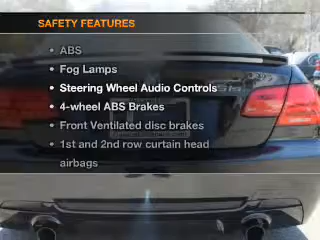 SAFETY FEATURES
• ABS
• Fog Lamps
• Steering Wheel Audio Controls
• 4-wheel ABS Brakes
• Front Ventilated disc brakes
• 1st and 2nd row curtain head
airbags